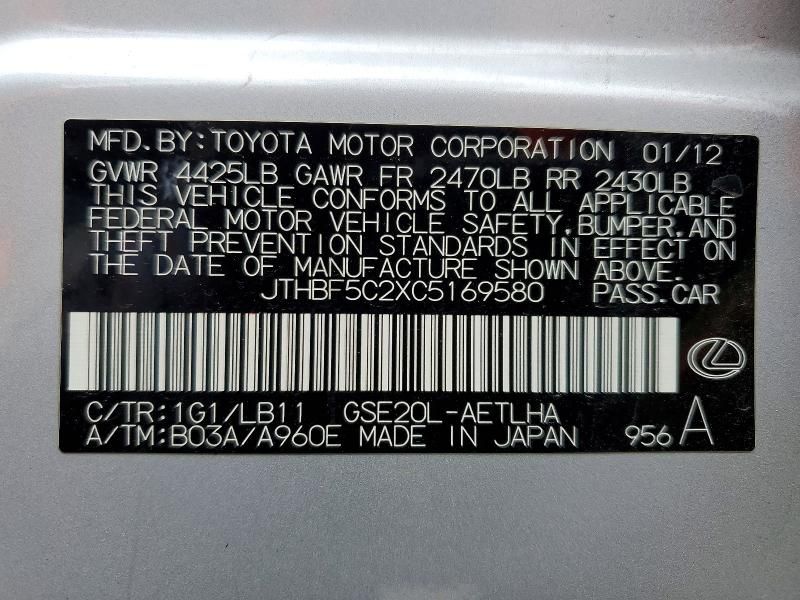 MFD. BY: TOYOTA MOTOR CORPORATION 01/12
GVWR 4425LB GAWR FR 2470LB RR 2430LB
THIS VEHICLE CONFORMS TO ALL APPLICABLE
FEDERAL MOTOR VEHICLE SAFETY, BUMPER, AND
THEFT PREVENTION STANDARDS IN EFFECT ON
THE DATE OF MANUFACTURE SHOWN ABOVE.
JTHBF5C2XC5169580 PASS.CAR
C/TR: 1G1/LB11 GSE20L-AETLHA
A/TM: B03A/A960E MADE IN JAPAN 956 A